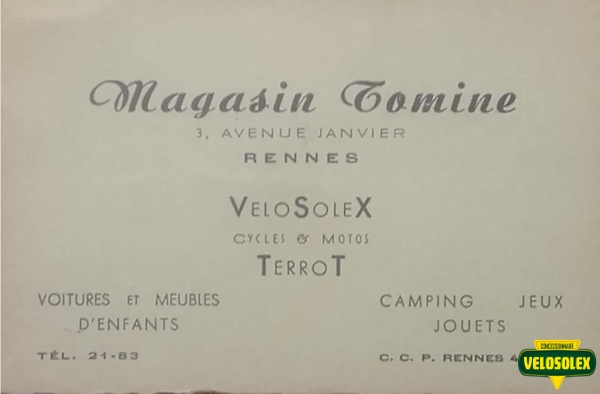 Magasin Tomine
3, AVENUE JANVIER
RENNES
VELOSOLEX
CYCLES & MOTOS
TERROT
VOITURES ET MEUBLES
D'ENFANTS
TÉL. 21-83
CAMPING JEUX
JOUETS
C. C. P. RENNES 4
CONCESSIONNAIRE
VELOSOLEX